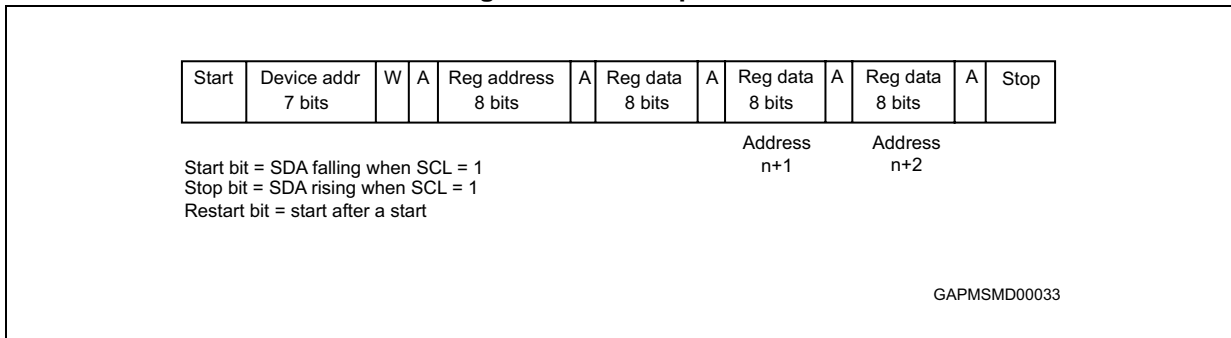 Start Device addr W A Reg address A Reg data A Reg data A Reg data A Stop
7 bits 8 bits 8 bits 8 bits 8 bits
Address Address
n+1 n+2
Start bit = SDA falling when SCL = 1
Stop bit = SDA rising when SCL = 1
Restart bit = start after a start
GAPMSMD00033